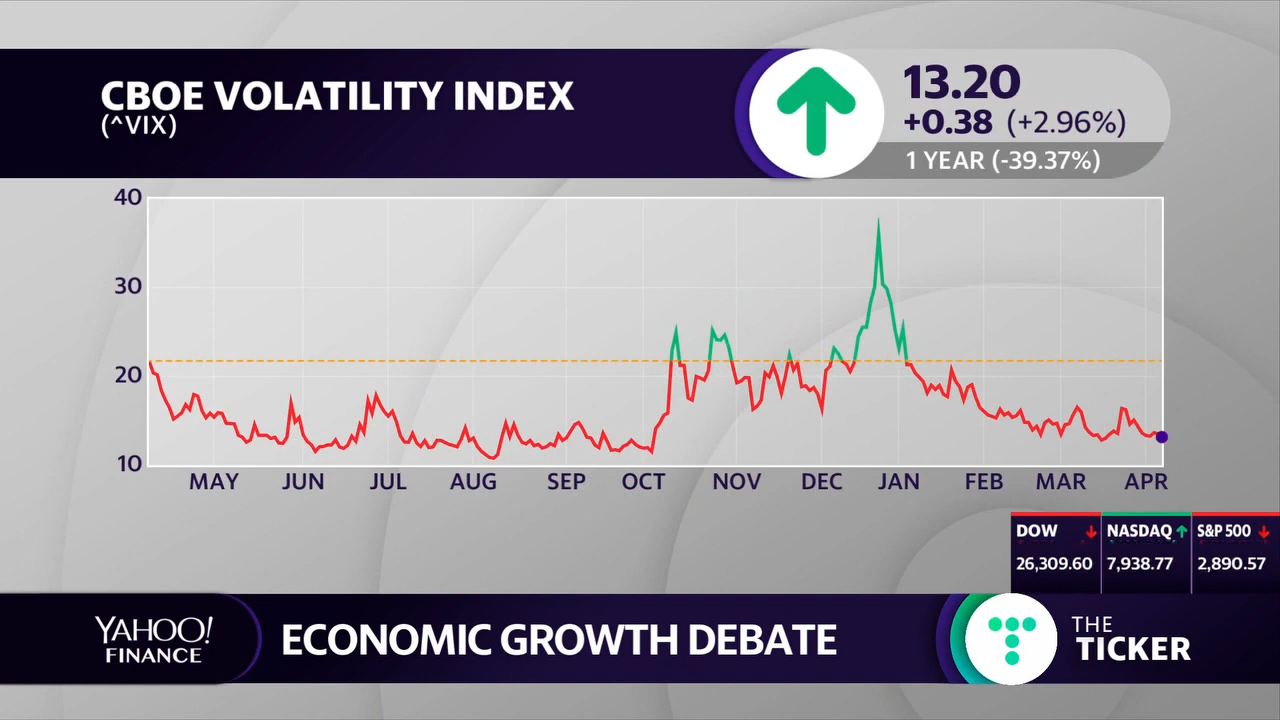 CBOE VOLATILITY INDEX
(^VIX)
13.20
+0.38 (+2.96%)
1 YEAR (-39.37%)
40
30
20
10
MAY JUN JUL AUG SEP OCT NOV DEC JAN FEB MAR APR
DOW NASDAQ S&P 500
26,309.60 7,938.77 2,890.57
YAHOO!
FINANCE
ECONOMIC GROWTH DEBATE
THE
TICKER